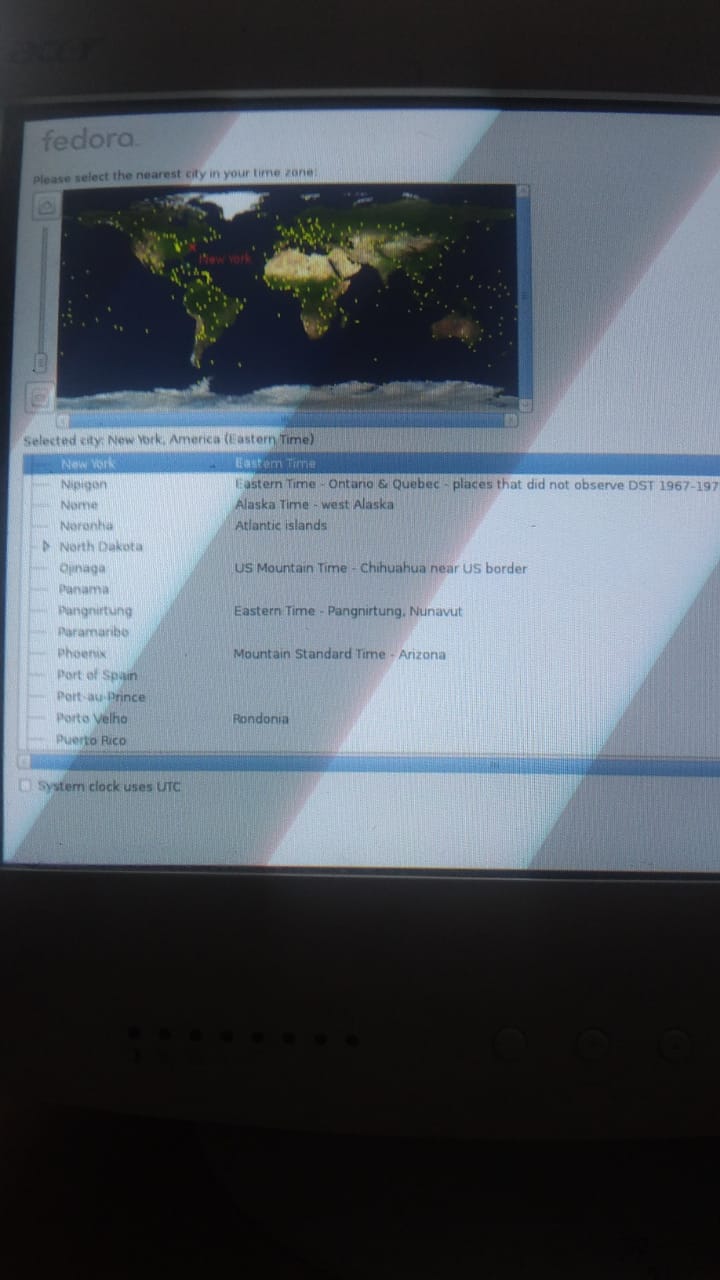 acer
fedora
Please select the nearest city in your time zone:
New York
Selected city: New York, America (Eastern Time)
New York Eastern Time
Nipigon Eastern Time - Ontario & Quebec - places that did not observe DST 1967-197
Nome Alaska Time - west Alaska
Noronha Atlantic islands
North Dakota
Ojinaga US Mountain Time - Chihuahua near US border
Panama
Pangnirtung Eastern Time - Pangnirtung, Nunavut
Paramaribo
Phoenix Mountain Standard Time - Arizona
Port of Spain
Port-au-Prince
Porto Velho Rondonia
Puerto Rico
System clock uses UTC